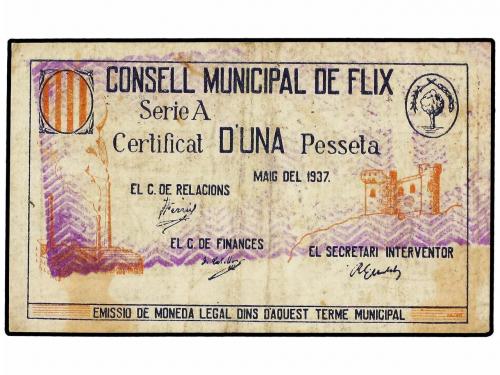 CONSELL MUNICIPAL DE FLIX
Serie A
Certificat D'UNA Pesseta
MAIG DEL 1937.
EL C. DE RELACIONS
EL C. DE FINANCES
EL SECRETARI INTERVENTOR
EMISSIO DE MONEDA LEGAL DINS D'AQUEST TERME MUNICIPAL